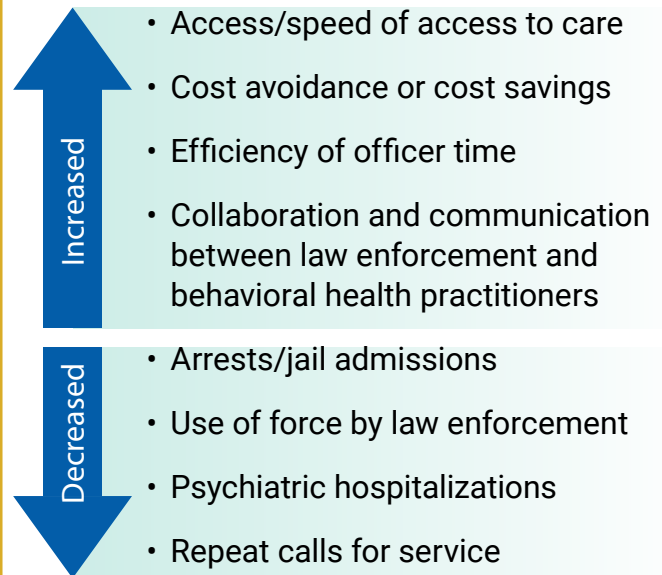 Increased
• Access/speed of access to care
• Cost avoidance or cost savings
• Efficiency of officer time
• Collaboration and communication
between law enforcement and
behavioral health practitioners
Decreased
• Arrests/jail admissions
• Use of force by law enforcement
• Psychiatric hospitalizations
• Repeat calls for service